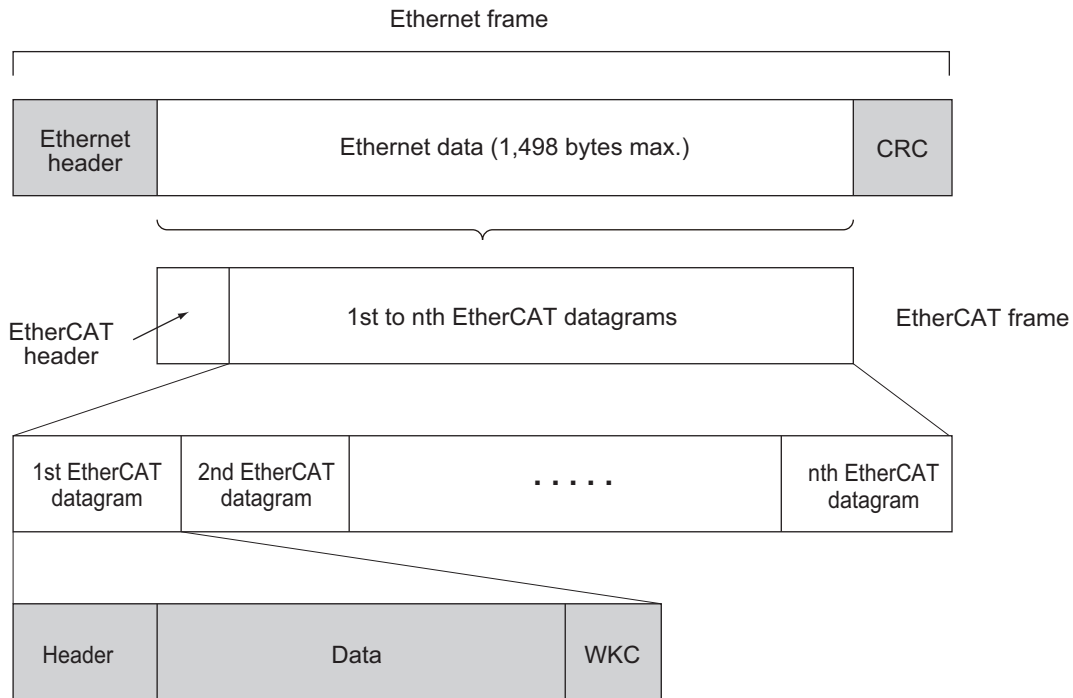 Ethernet frame
Ethernet
header
Ethernet data (1,498 bytes max.)
CRC
EtherCAT
header
1st to nth EtherCAT datagrams
EtherCAT frame
1st EtherCAT
datagram
2nd EtherCAT
datagram
.....
nth EtherCAT
datagram
Header
Data
WKC